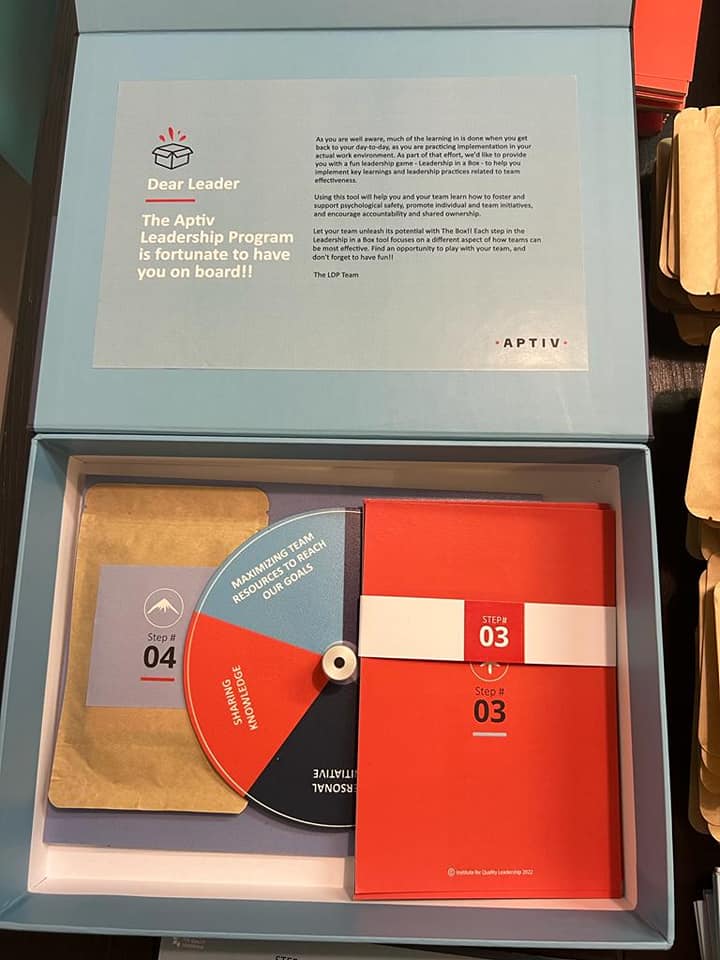 Dear Leader
The Aptiv
Leadership Program
is fortunate to have
you on board!!
As you are well aware, much of the learning in is done when you get
back to your day-to-day, as you are practicing implementation in your
actual work environment. As part of that effort, we'd like to provide
you with a fun leadership game - Leadership in a Box - to help you
implement key learnings and leadership practices related to team
effectiveness.
Using this tool will help you and your team learn how to foster and
support psychological safety, promote individual and team initiatives,
and encourage accountability and shared ownership.
Let your team unleash its potential with The Box!! Each step in the
Leadership in a Box tool focuses on a different aspect of how teams can
be most effective. Find an opportunity to play with your team, and
don't forget to have fun!!
The LDP Team
• APTIV •
Step #
04
MAXIMIZING TEAM
RESOURCES TO REACH
OUR GOALS
SHARING
KNOWLEDGE
ERSONAL
ITIATIVE
STEP#
03
Step #
03
© Institute for Quality Leadership 2022